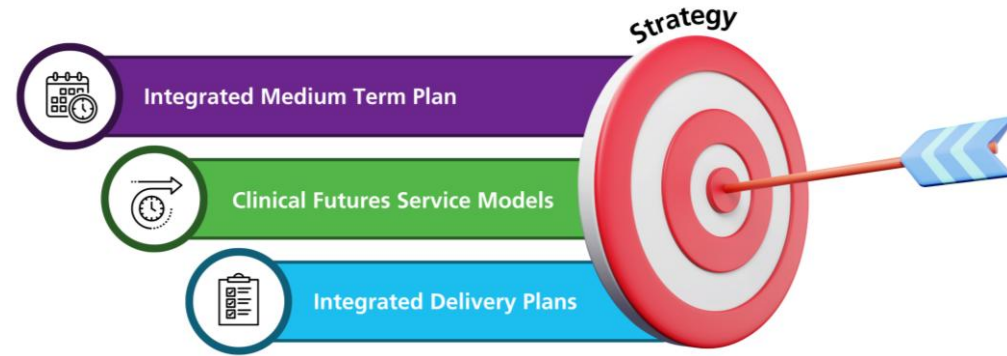 Strategy
Integrated Medium Term Plan
Clinical Futures Service Models
Integrated Delivery Plans